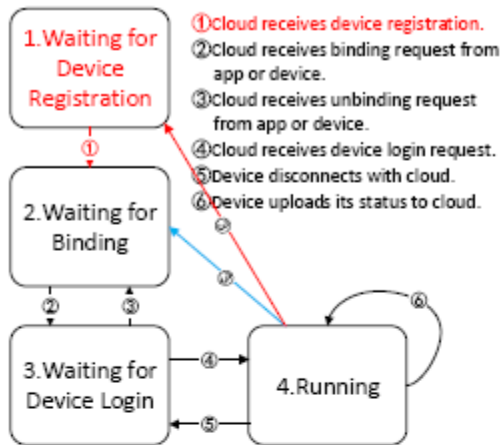 1.Waiting for
Device
Registration
①Cloud receives device registration.
②Cloud receives binding request from
app or device.
③Cloud receives unbinding request
from app or device.
④Cloud receives device login request.
⑤Device disconnects with cloud.
⑥Device uploads its status to cloud.
①
2.Waiting for
Binding
②
③
⑥
3.Waiting for
Device Login
④
⑤
4.Running